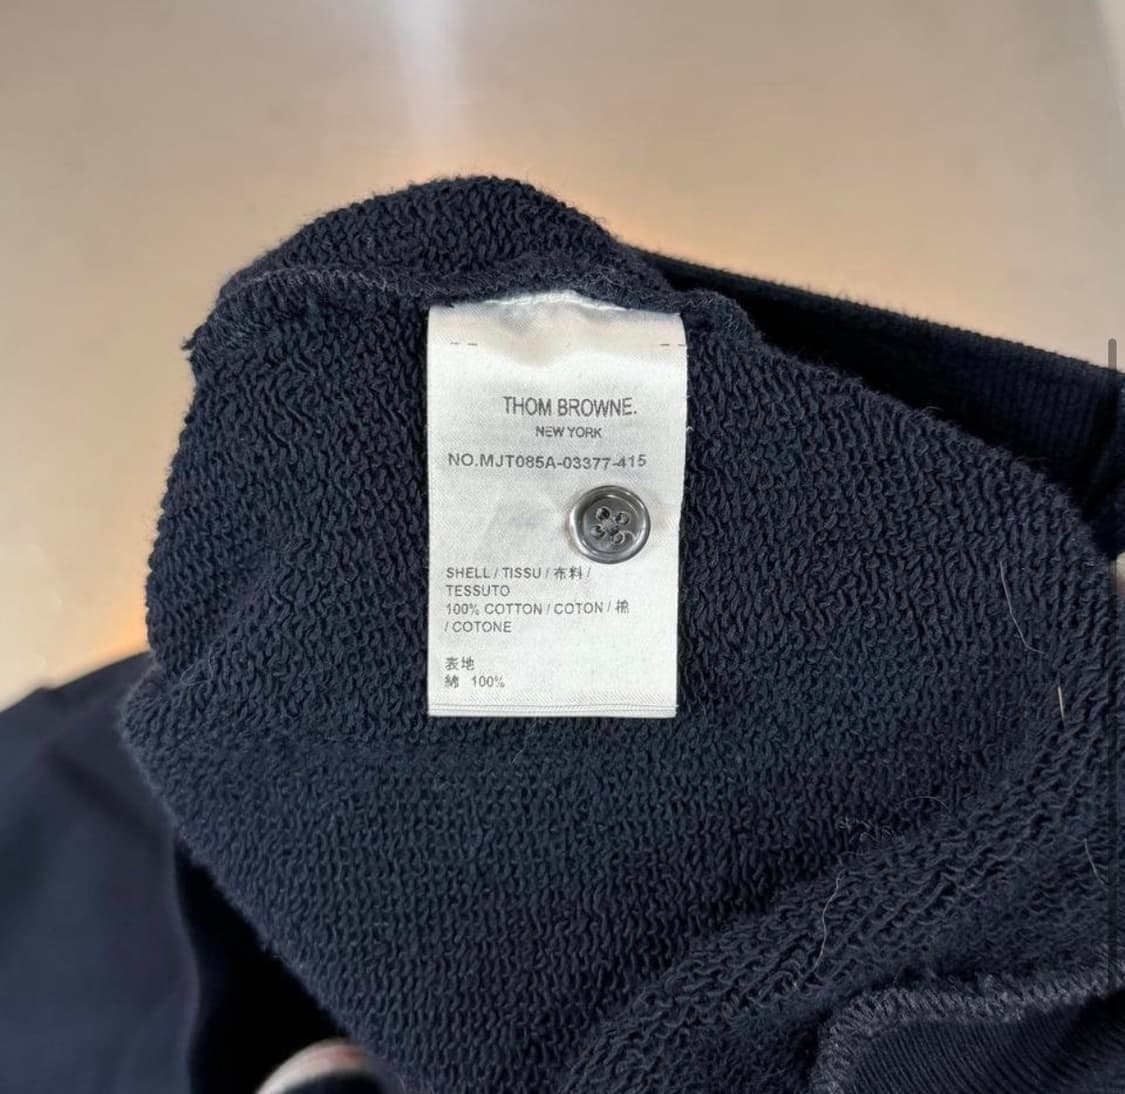 THOM BROWNE.
NEW YORK
NO.MJT085A-03377-415
SHELL / TISSU / 布料 /
TESSUTO
100% COTTON / COTON / 棉
/ COTONE
表地
綿 100%